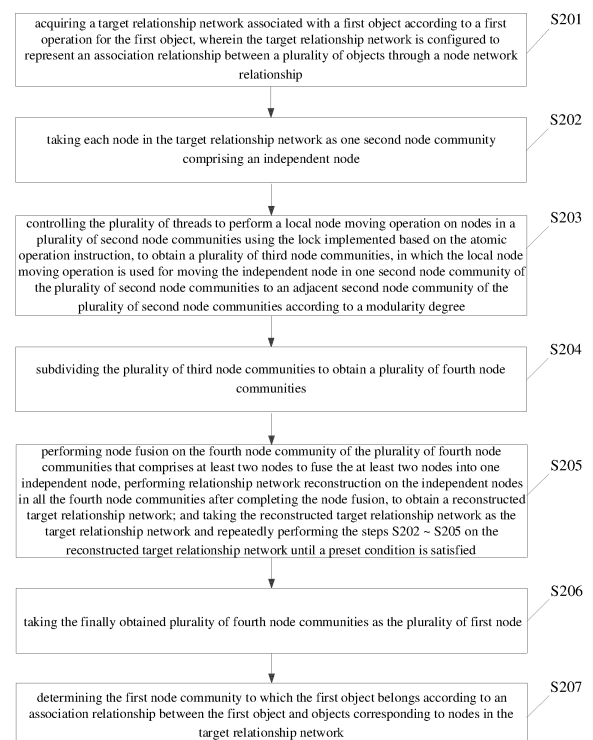 S201
acquiring a target relationship network associated with a first object according to a first
operation for the first object, wherein the target relationship network is configured to
represent an association relationship between a plurality of objects through a node network
relationship
S202
taking each node in the target relationship network as one second node community
comprising an independent node
S203
controlling the plurality of threads to perform a local node moving operation on nodes in a
plurality of second node communities using the lock implemented based on the atomic
operation instruction, to obtain a plurality of third node communities, in which the local node
moving operation is used for moving the independent node in one second node community of
the plurality of second node communities to an adjacent second node community of the
plurality of second node communities according to a modularity degree
S204
subdividing the plurality of third node communities to obtain a plurality of fourth node
communities
S205
performing node fusion on the fourth node community of the plurality of fourth node
communities that comprises at least two nodes to fuse the at least two nodes into one
independent node, performing relationship network reconstruction on the independent nodes
in all the fourth node communities after completing the node fusion, to obtain a reconstructed
target relationship network; and taking the reconstructed target relationship network as the
target relationship network and repeatedly performing the steps S202 ~ S205 on the
reconstructed target relationship network until a preset condition is satisfied
S206
taking the finally obtained plurality of fourth node communities as the plurality of first node
S207
determining the first node community to which the first object belongs according to an
association relationship between the first object and objects corresponding to nodes in the
target relationship network